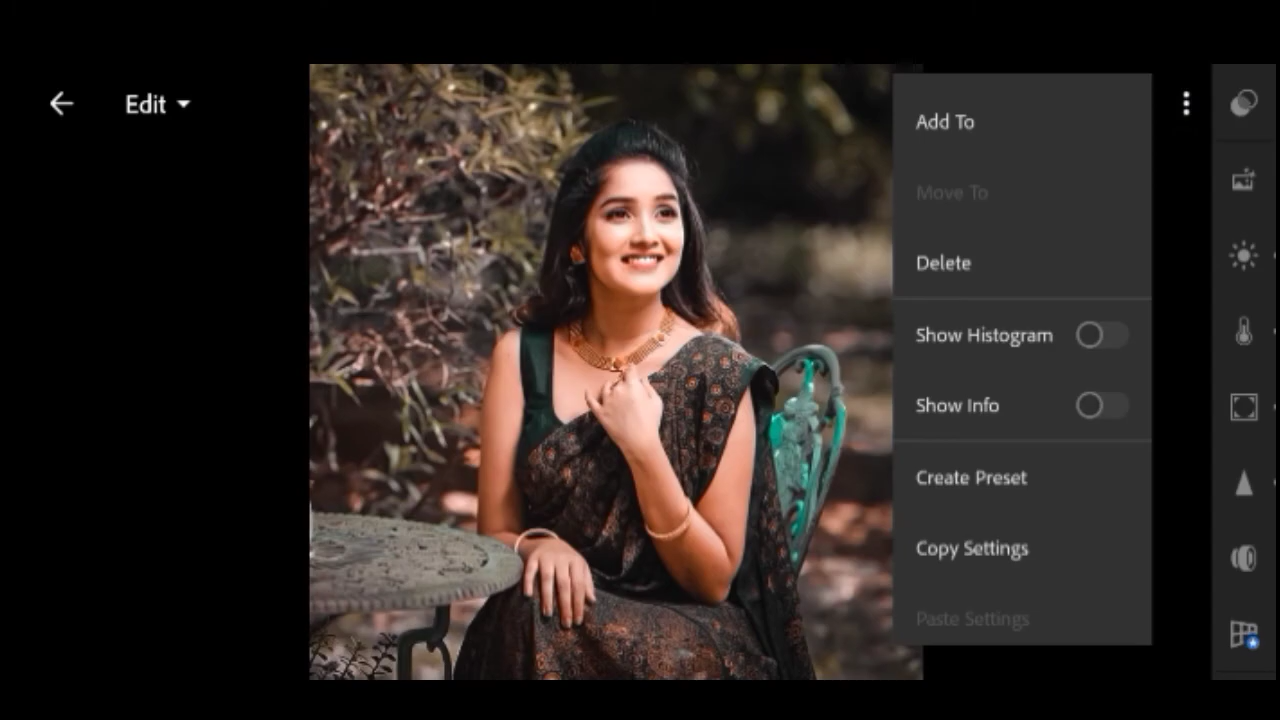 Edit
Add To
Move To
Delete
Show Histogram
Show Info
Create Preset
Copy Settings
Paste Settings